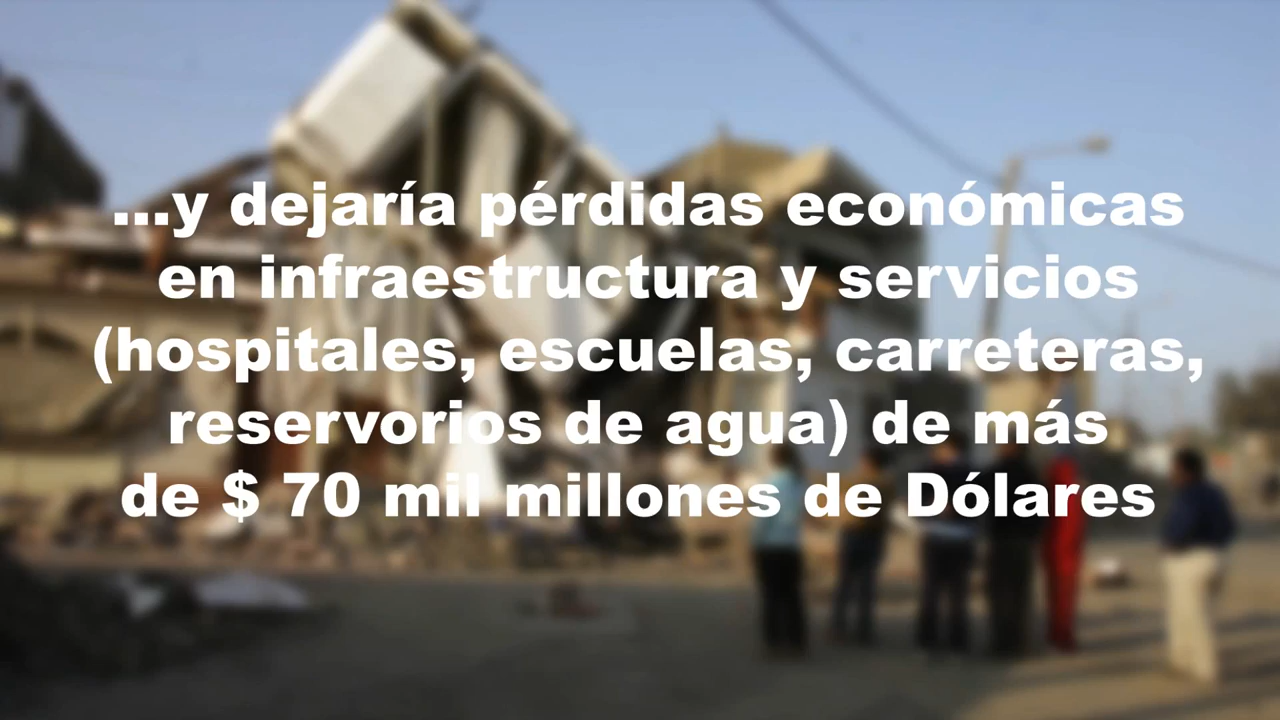 ...y dejaría pérdidas económicas
en infraestructura y servicios
(hospitales, escuelas, carreteras,
reservorios de agua) de más
de $ 70 mil millones de Dólares